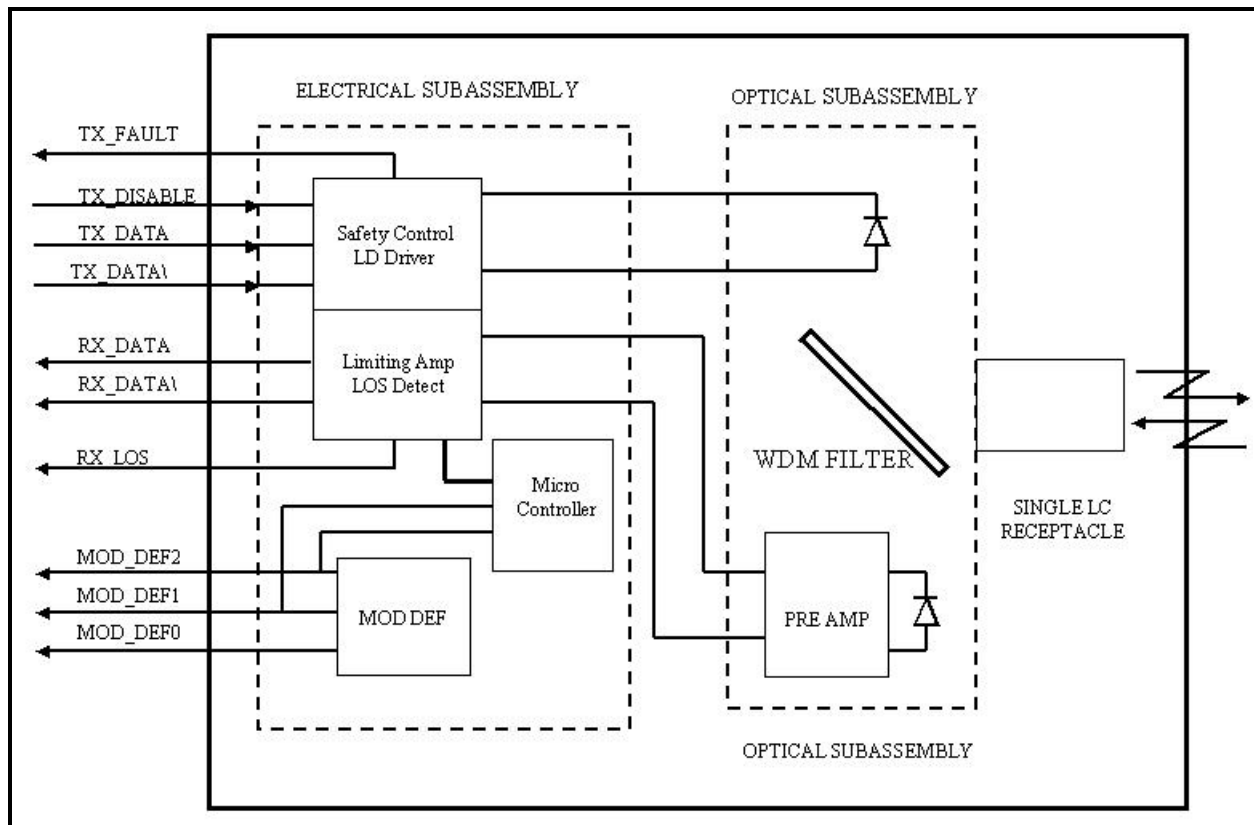 ELECTRICAL SUBASSEMBLY
OPTICAL SUBASSEMBLY
TX_FAULT
TX_DISABLE
TX_DATA
TX_DATA\
Safety Control
LD Driver
RX_DATA
RX_DATA\
Limiting Amp
LOS Detect
RX_LOS
Micro
Controller
WDM FILTER
SINGLE LC
RECEPTACLE
MOD_DEF2
MOD_DEF1
MOD_DEF0
MOD DEF
PRE AMP
OPTICAL SUBASSEMBLY